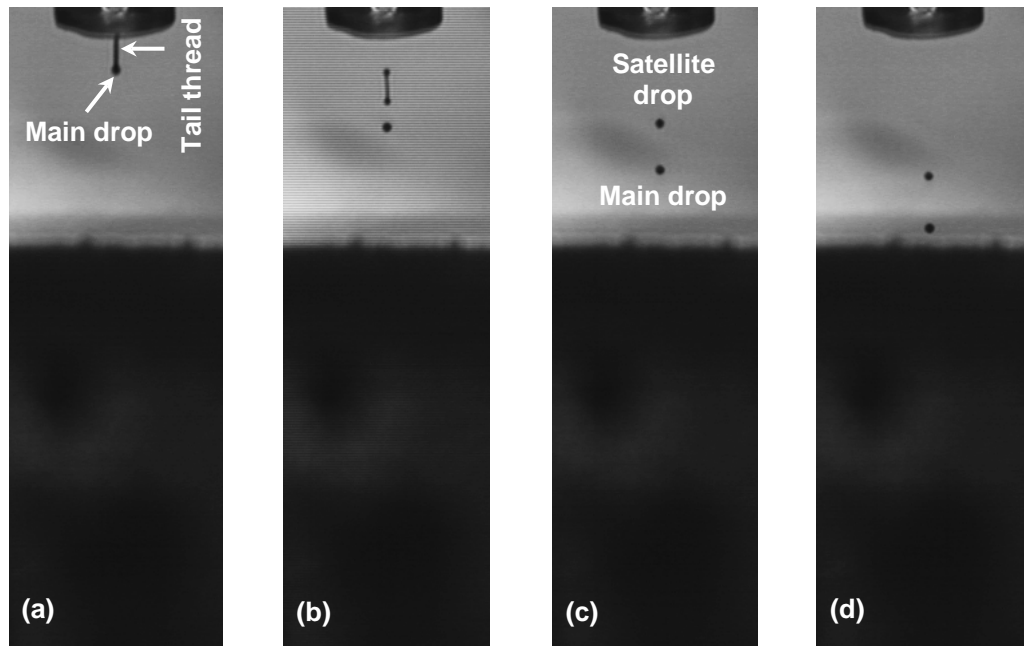 Tail thread
Main drop
(a)
(b)
Satellite
drop
Main drop
(c)
(d)